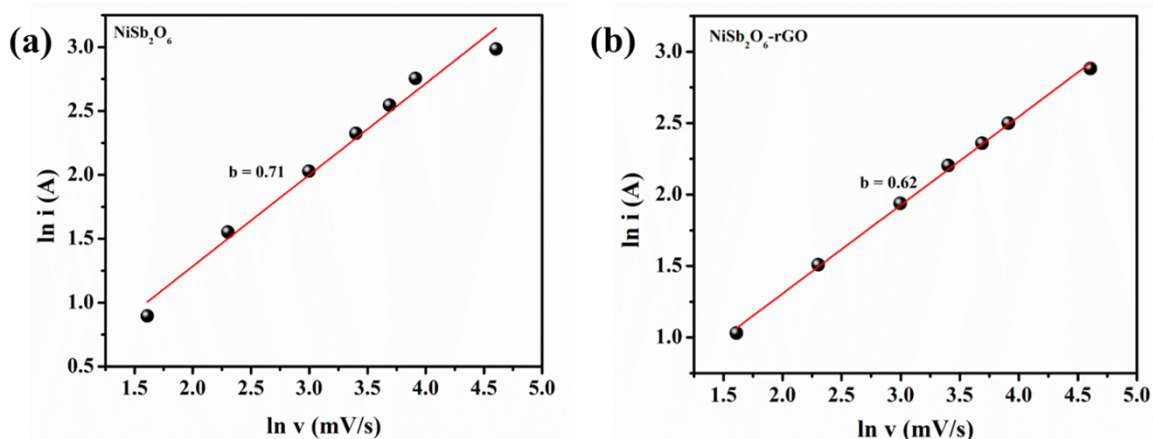 (a)
NiSb₂O₆
ln i (A)
3.0
2.5
2.0
1.5
1.0
0.5
b = 0.71
1.5 2.0 2.5 3.0 3.5 4.0 4.5 5.0
ln v (mV/s)
(b)
NiSb₂O₆-rGO
ln i (A)
3.0
2.5
2.0
1.5
1.0
b = 0.62
1.5 2.0 2.5 3.0 3.5 4.0 4.5 5.0
ln v (mV/s)